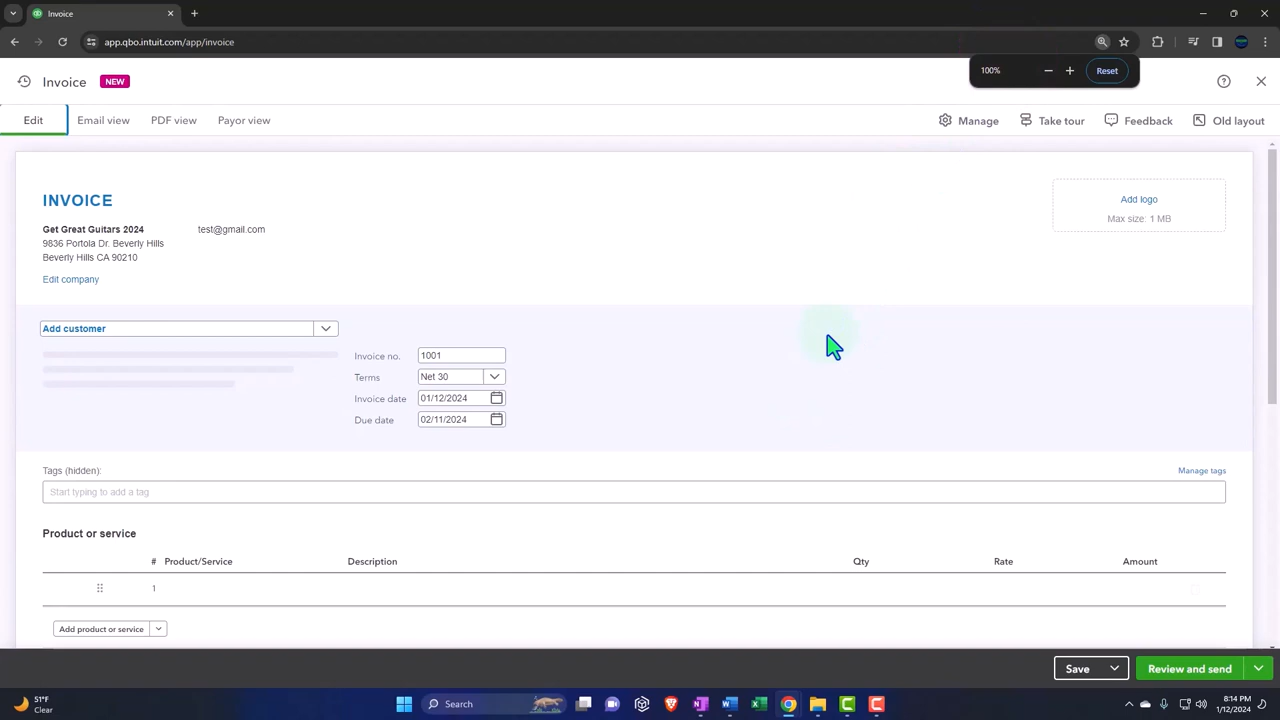 Invoice
app.qbo.intuit.com/app/invoice
100%
Reset
Invoice
NEW
Edit
Email view
PDF view
Payor view
Manage
Take tour
Feedback
Old layout
INVOICE
Add logo
Max size: 1 MB
Get Great Guitars 2024
test@gmail.com
9836 Portola Dr. Beverly Hills
Beverly Hills CA 90210
Edit company
Add customer
Invoice no.
1001
Terms
Net 30
Invoice date
01/12/2024
Due date
02/11/2024
Tags (hidden):
Manage tags
Start typing to add a tag
Product or service
# Product/Service Description Qty Rate Amount
1
Add product or service
Save
Review and send
51°F
Clear
Search
8:14 PM
1/12/2024